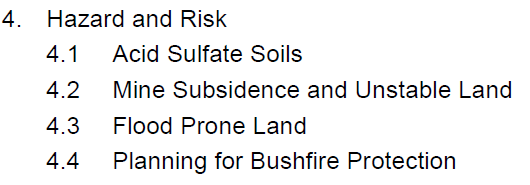 4. Hazard and Risk
4.1 Acid Sulfate Soils
4.2 Mine Subsidence and Unstable Land
4.3 Flood Prone Land
4.4 Planning for Bushfire Protection